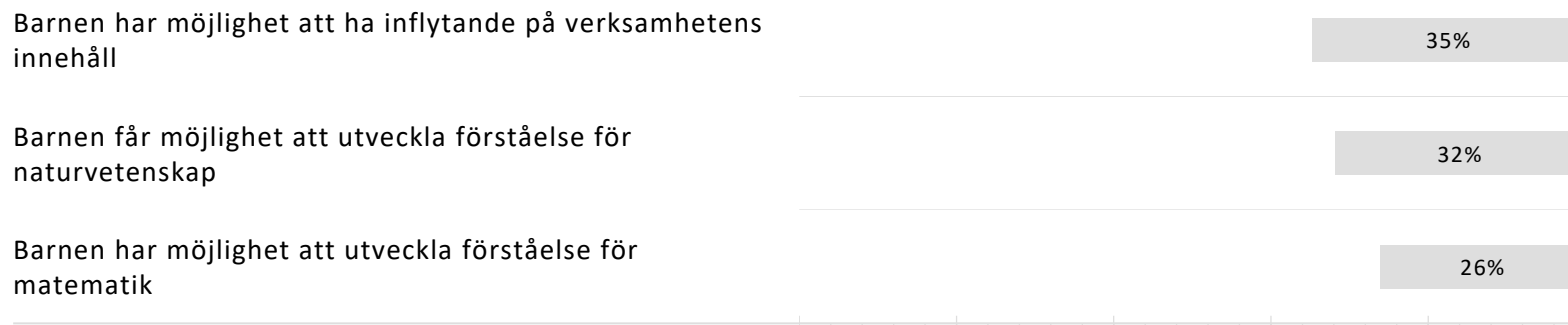 Barnen har möjlighet att ha inflytande på verksamhetens
innehåll
35%
Barnen får möjlighet att utveckla förståelse för
naturvetenskap
32%
Barnen har möjlighet att utveckla förståelse för
matematik
26%